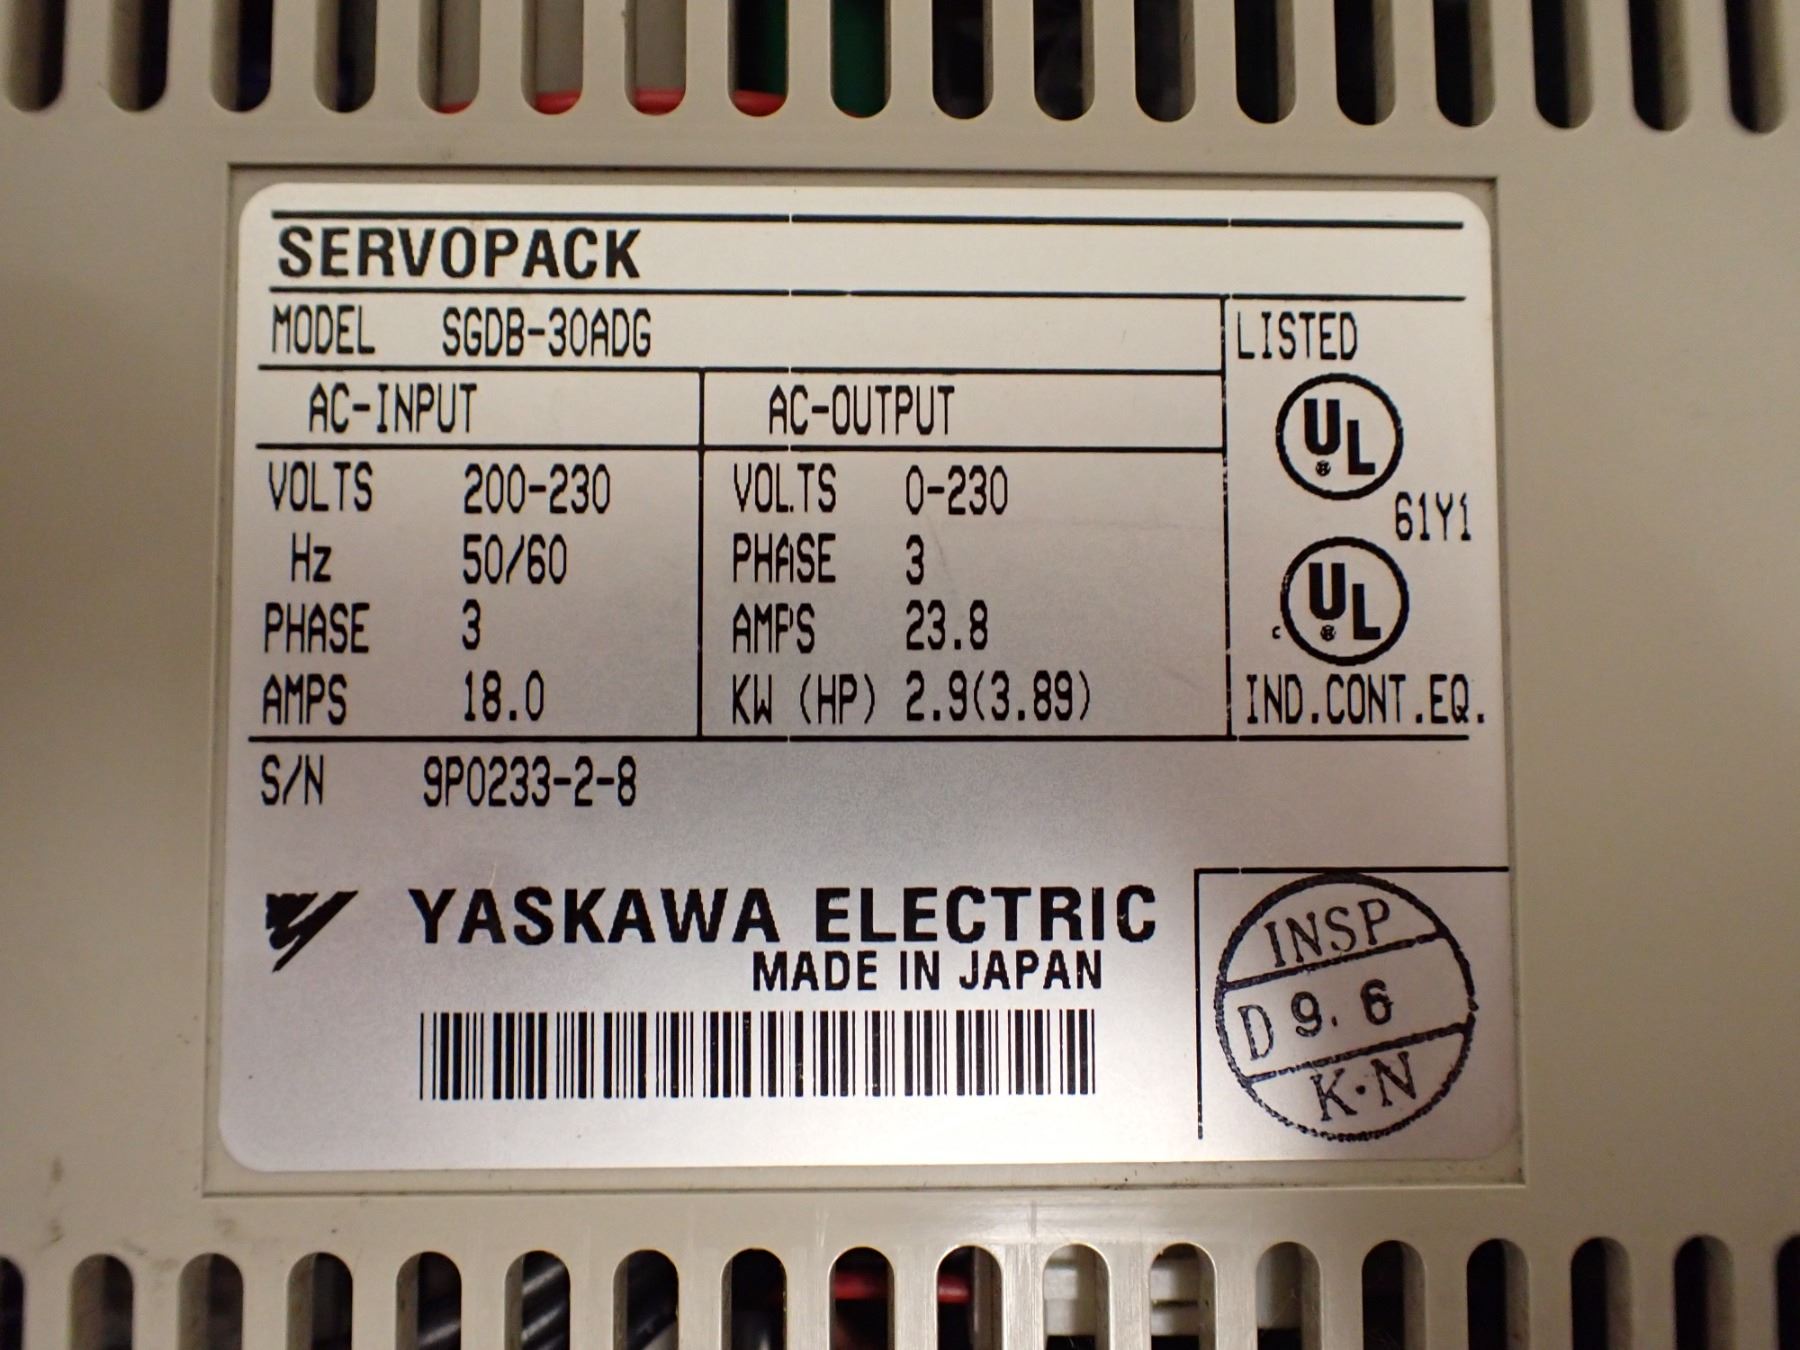 SERVOPACK
MODEL SGDB-30ADG
LISTED
AC-INPUT AC-OUTPUT
UL
VOLTS 200-230 VOLTS 0-230
61Y1
Hz 50/60 PHASE 3
c UL
PHASE 3 AMPS 23.8
AMPS 18.0 KW (HP) 2.9(3.89)
IND.CONT.EQ.
S/N 9P0233-2-8
YASKAWA ELECTRIC
MADE IN JAPAN
INSP
D 9. 6
K·N